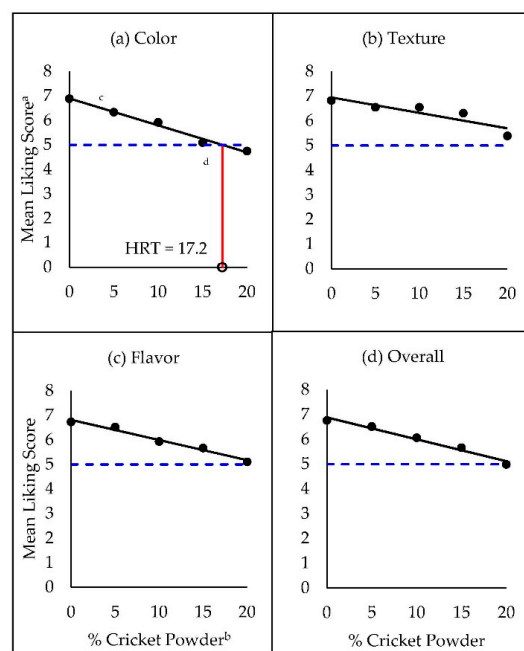 (a) Color
(b) Texture
Mean Liking Scoreᵃ
8
7
6
5
4
3
2
1
0
c
d
HRT = 17.2
0 5 10 15 20
8
7
6
5
4
3
2
1
0
0 5 10 15 20
(c) Flavor
(d) Overall
Mean Liking Score
8
7
6
5
4
3
2
1
0
0 5 10 15 20
% Cricket Powderᵇ
8
7
6
5
4
3
2
1
0
0 5 10 15 20
% Cricket Powder